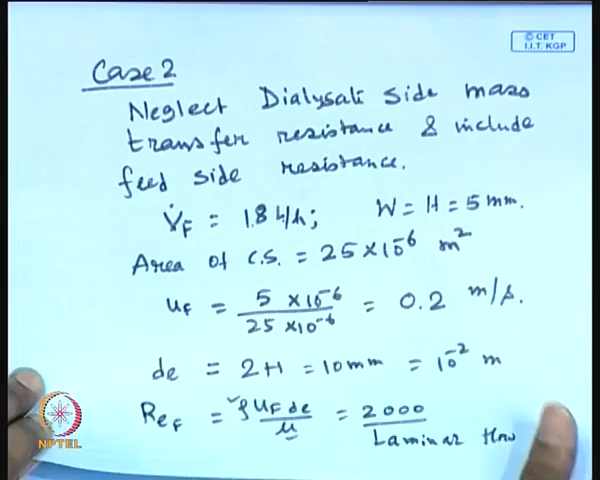 © CET
I.I.T. KGP
Case 2
Neglect Dialysate side mass
transfer resistance & include
feed side resistance.
V̇F = 18 L/h; W = H = 5 mm.
Area of C.S. = 25 × 10⁻⁶ m²
uF = 5 × 10⁻⁶ / 25 × 10⁻⁶ = 0.2 m/s.
de = 2H = 10 mm = 10⁻² m
ReF = ρ uF de / μ = 2000
Laminar flow
NPTEL